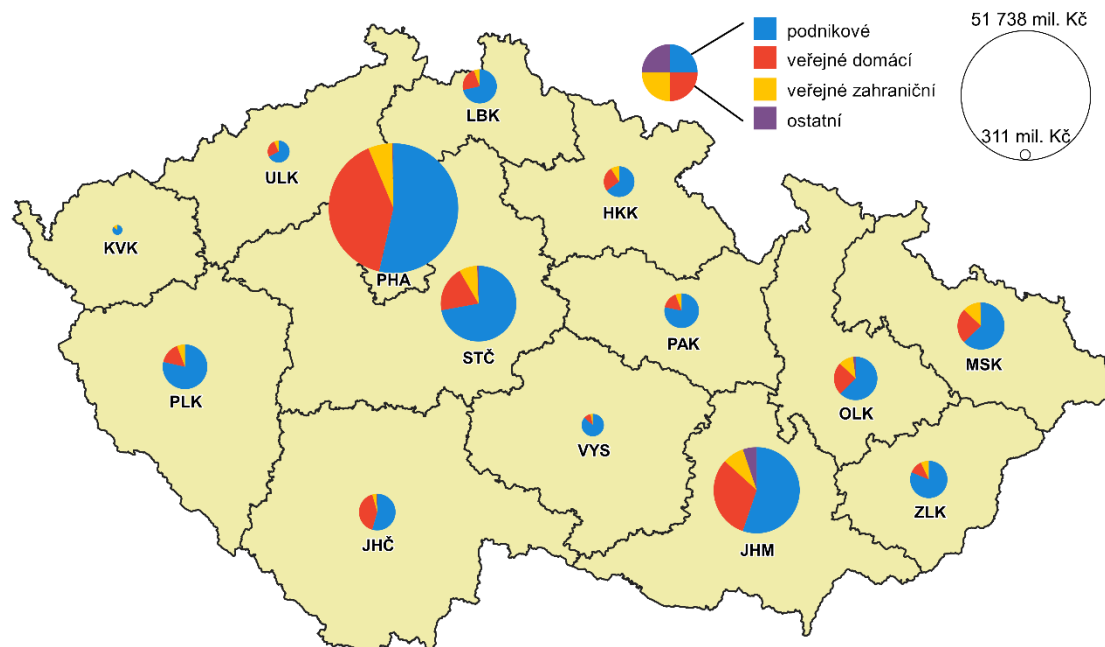 51 738 mil. Kč
podnikové
veřejné domácí
veřejné zahraniční
ostatní
311 mil. Kč
LBK
ULK
HKK
KVK
PHA
STČ
PAK
MSK
PLK
OLK
VYS
ZLK
JHČ
JHM